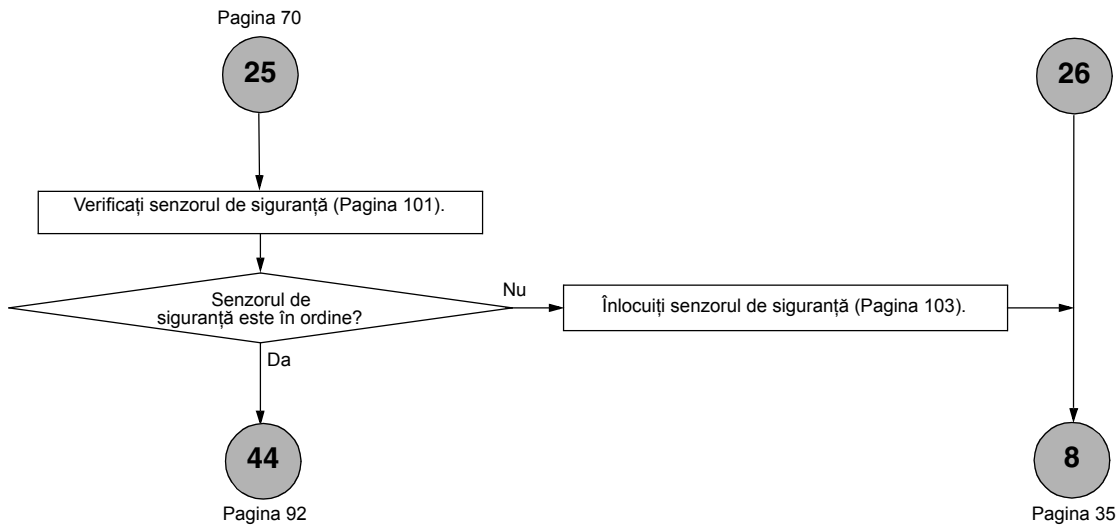 Pagina 70
25
26
Verificați senzorul de siguranță (Pagina 101).
Senzorul de
siguranță este în ordine?
Nu
Înlocuiți senzorul de siguranță (Pagina 103).
Da
44
8
Pagina 92
Pagina 35